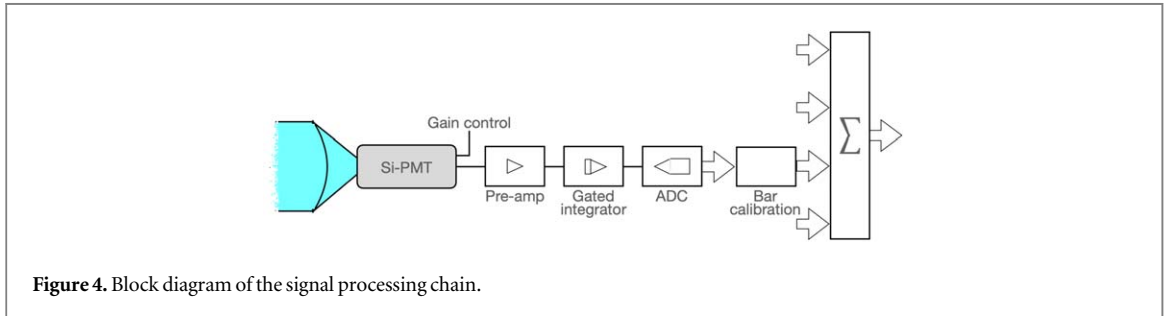 Gain control
Si-PMT
Pre-amp
Gated
integrator
ADC
Bar
calibration
Σ
Figure 4. Block diagram of the signal processing chain.